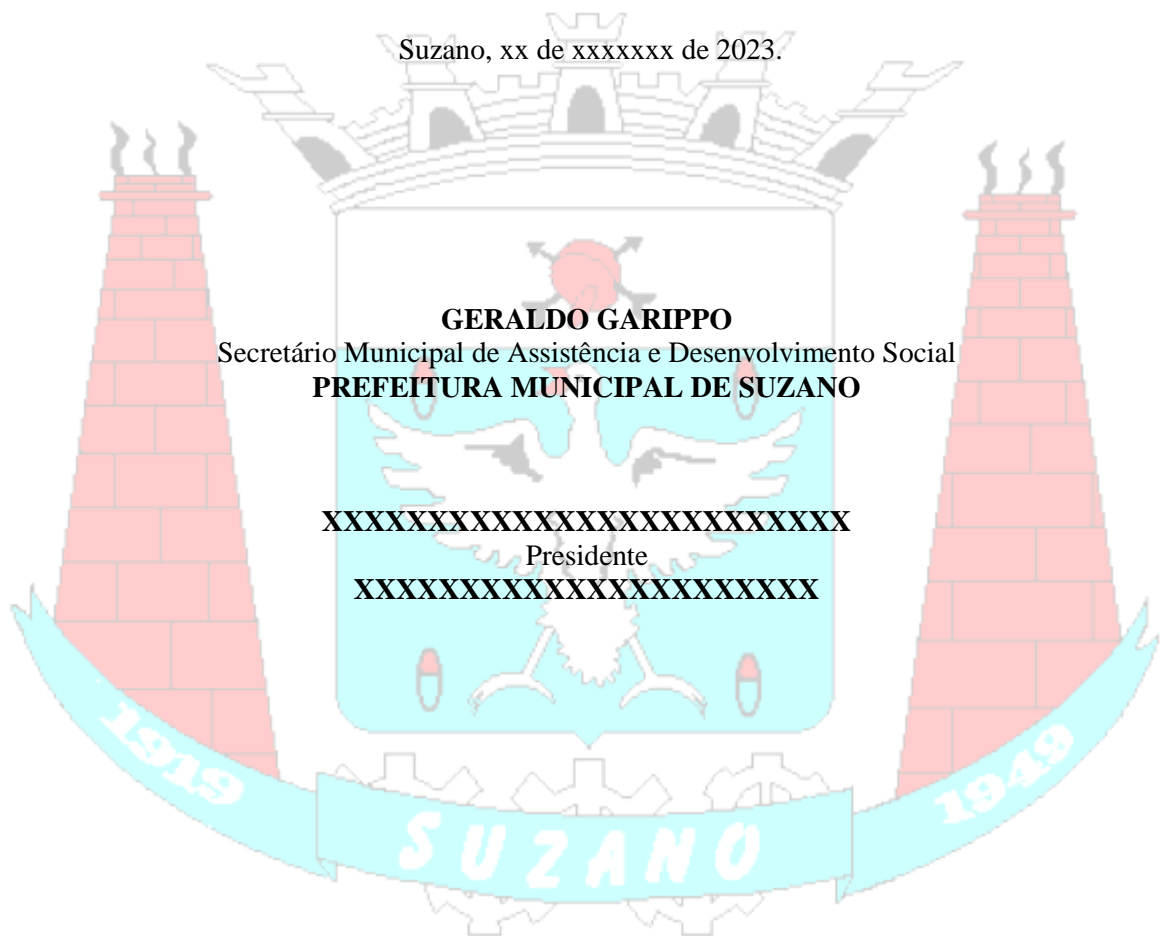 Suzano, xx de xxxxxxx de 2023.
GERALDO GARIPPO
Secretário Municipal de Assistência e Desenvolvimento Social
PREFEITURA MUNICIPAL DE SUZANO
XXXXXXXXXXXXXXXXXXXXXXXXX
Presidente
XXXXXXXXXXXXXXXXXXXXXX
1919
SUZANO
1949